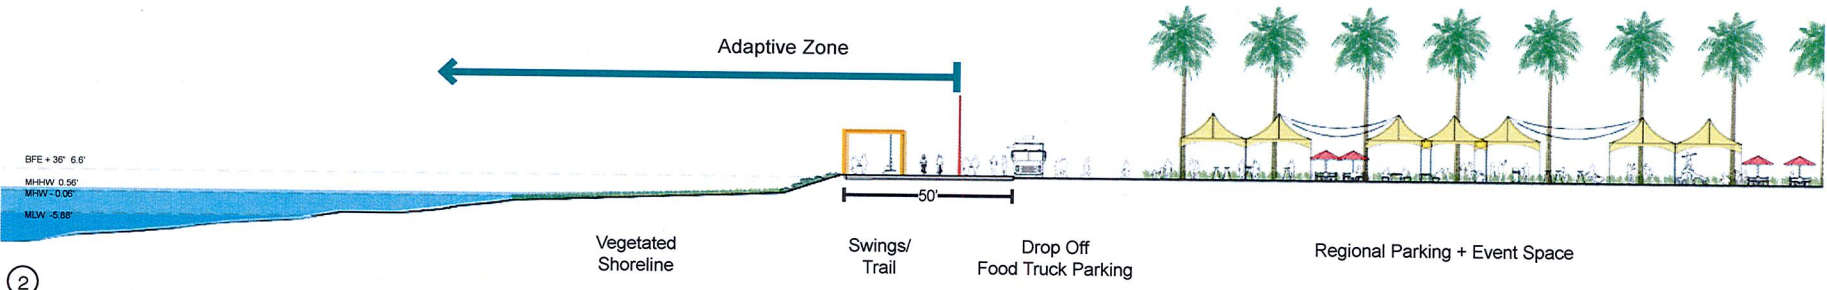 Adaptive Zone
BFE + 36" 6.6'
MHHW 0.56'
MHW - 0.06'
MLW -5.88'
50'
Vegetated
Shoreline
Swings/
Trail
Drop Off
Food Truck Parking
Regional Parking + Event Space
2